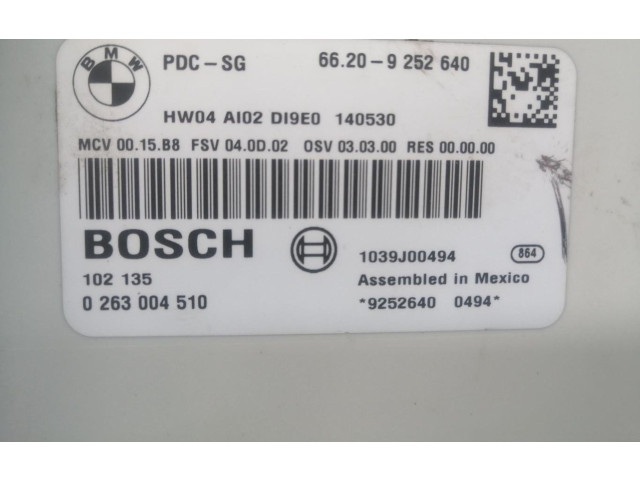 BMW
PDC-SG 66.20-9 252 640
HW04 AI02 DI9E0 140530
MCV 00.15.B8 FSV 04.0D.02 OSV 03.03.00 RES 00.00.00
BOSCH
1039J00494 864
102 135 Assembled in Mexico
0 263 004 510 *9252640 0494*